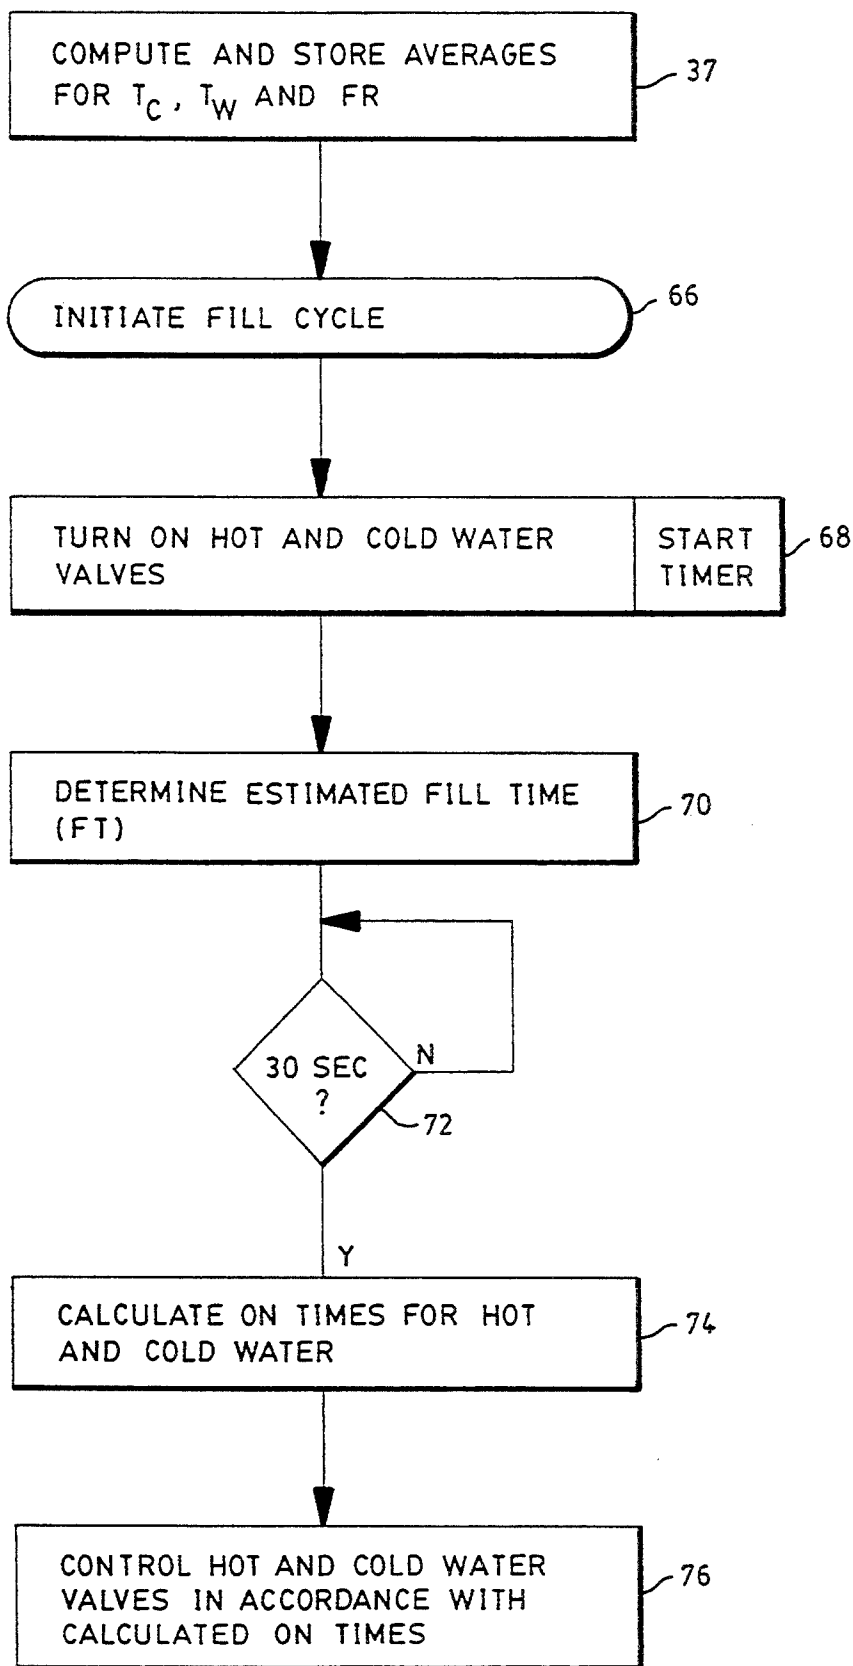 COMPUTE AND STORE AVERAGES
FOR TC, TW AND FR
37
INITIATE FILL CYCLE
66
TURN ON HOT AND COLD WATER
VALVES
START
TIMER
68
DETERMINE ESTIMATED FILL TIME
(FT)
70
30 SEC
?
N
72
Y
CALCULATE ON TIMES FOR HOT
AND COLD WATER
74
CONTROL HOT AND COLD WATER
VALVES IN ACCORDANCE WITH
CALCULATED ON TIMES
76